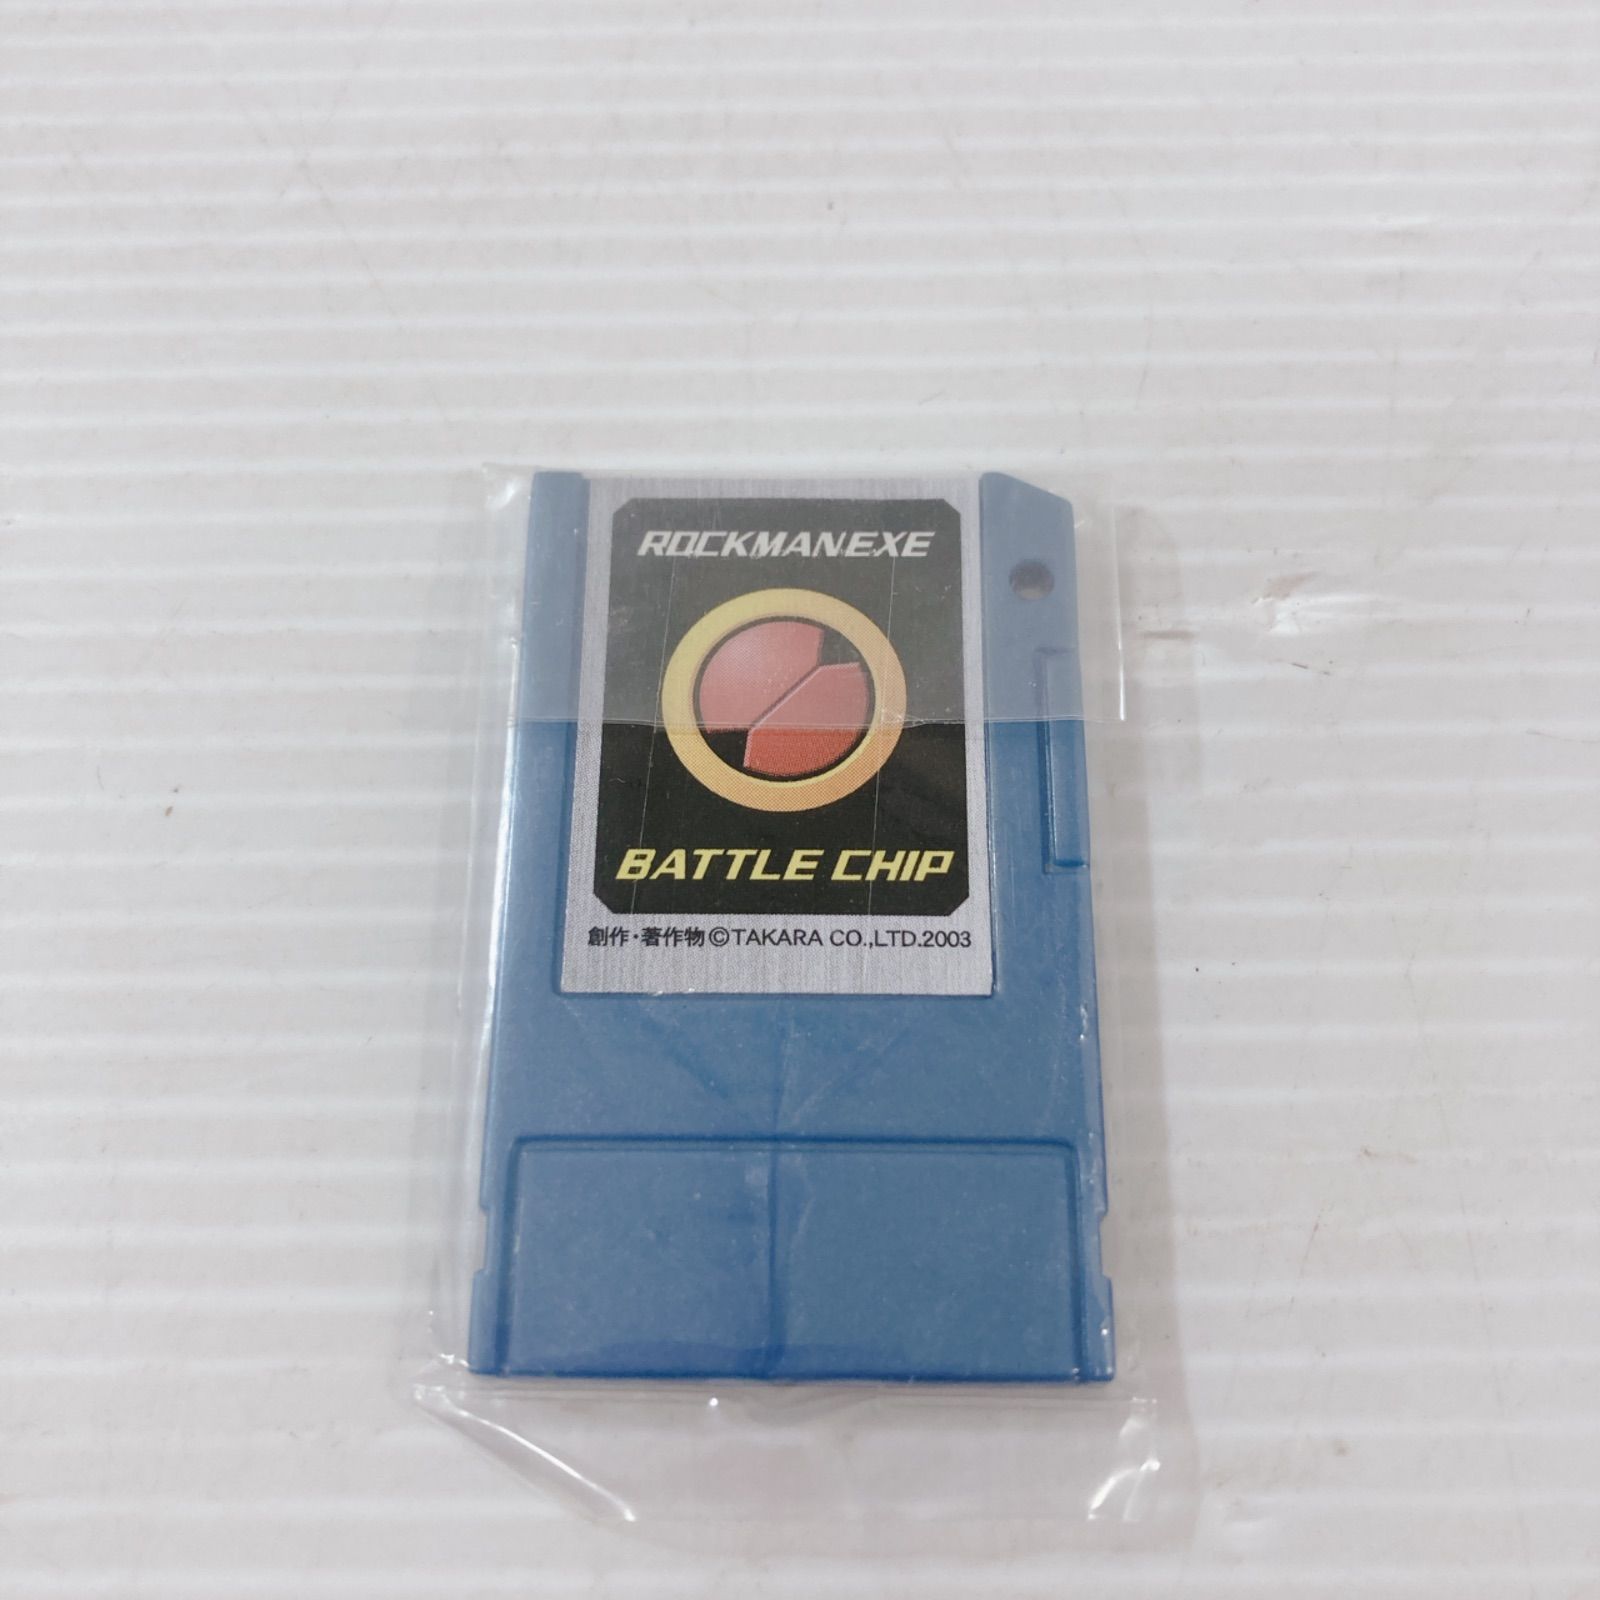 ROCKMAN.EXE
BATTLE CHIP
創作・著作物©TAKARA CO.,LTD.2003